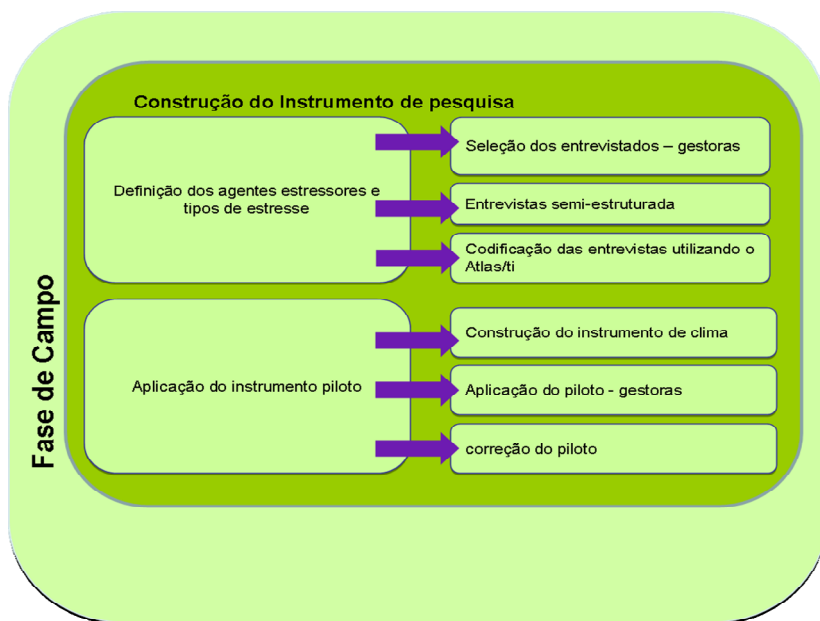 Fase de Campo
Construção do Instrumento de pesquisa
Definição dos agentes estressores e
tipos de estresse
Seleção dos entrevistados – gestoras
Entrevistas semi-estruturada
Codificação das entrevistas utilizando o
Atlas/ti
Aplicação do instrumento piloto
Construção do instrumento de clima
Aplicação do piloto - gestoras
correção do piloto